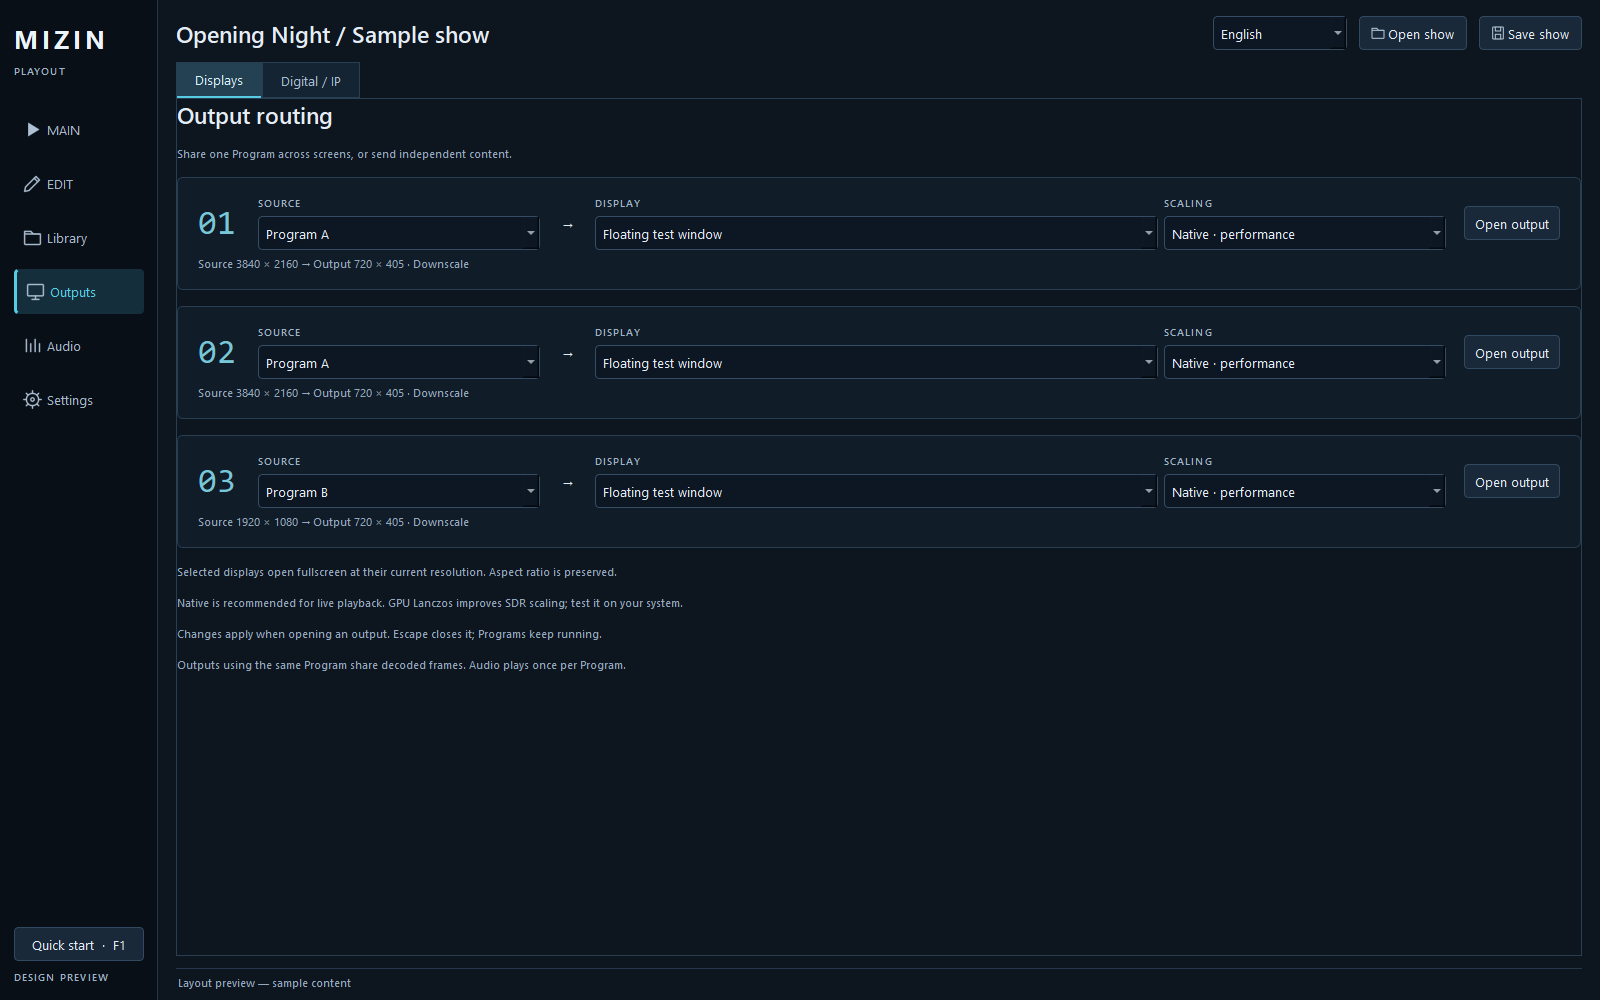 MIZIN
PLAYOUT
MAIN
EDIT
Library
Outputs
Audio
Settings
Quick start · F1
DESIGN PREVIEW
Opening Night / Sample show
English
Open show
Save show
Displays
Digital / IP
Output routing
Share one Program across screens, or send independent content.
01
SOURCE
Program A
→
DISPLAY
Floating test window
SCALING
Native · performance
Open output
Source 3840 × 2160 → Output 720 × 405 · Downscale
02
SOURCE
Program A
→
DISPLAY
Floating test window
SCALING
Native · performance
Open output
Source 3840 × 2160 → Output 720 × 405 · Downscale
03
SOURCE
Program B
→
DISPLAY
Floating test window
SCALING
Native · performance
Open output
Source 1920 × 1080 → Output 720 × 405 · Downscale
Selected displays open fullscreen at their current resolution. Aspect ratio is preserved.
Native is recommended for live playback. GPU Lanczos improves SDR scaling; test it on your system.
Changes apply when opening an output. Escape closes it; Programs keep running.
Outputs using the same Program share decoded frames. Audio plays once per Program.
Layout preview — sample content